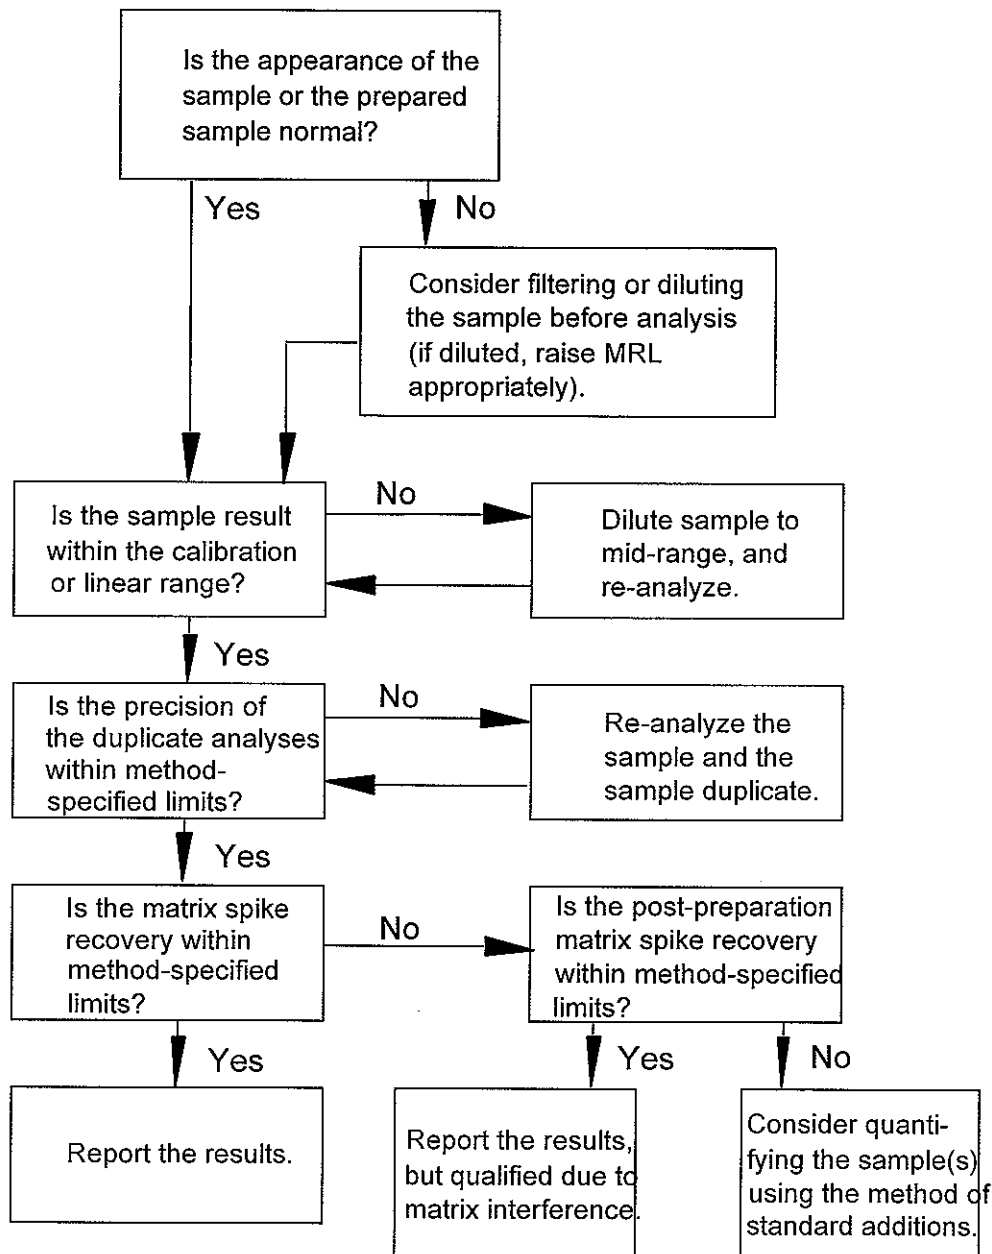 Is the appearance of the
sample or the prepared
sample normal?
Yes
No
Consider filtering or diluting
the sample before analysis
(if diluted, raise MRL
appropriately).
Is the sample result
within the calibration
or linear range?
No
Dilute sample to
mid-range, and
re-analyze.
Yes
Is the precision of
the duplicate analyses
within method-
specified limits?
No
Re-analyze the
sample and the
sample duplicate.
Yes
Is the matrix spike
recovery within
method-specified
limits?
No
Is the post-preparation
matrix spike recovery
within method-specified
limits?
Yes
Yes
No
Report the results.
Report the results,
but qualified due to
matrix interference.
Consider quanti-
fying the sample(s)
using the method of
standard additions.